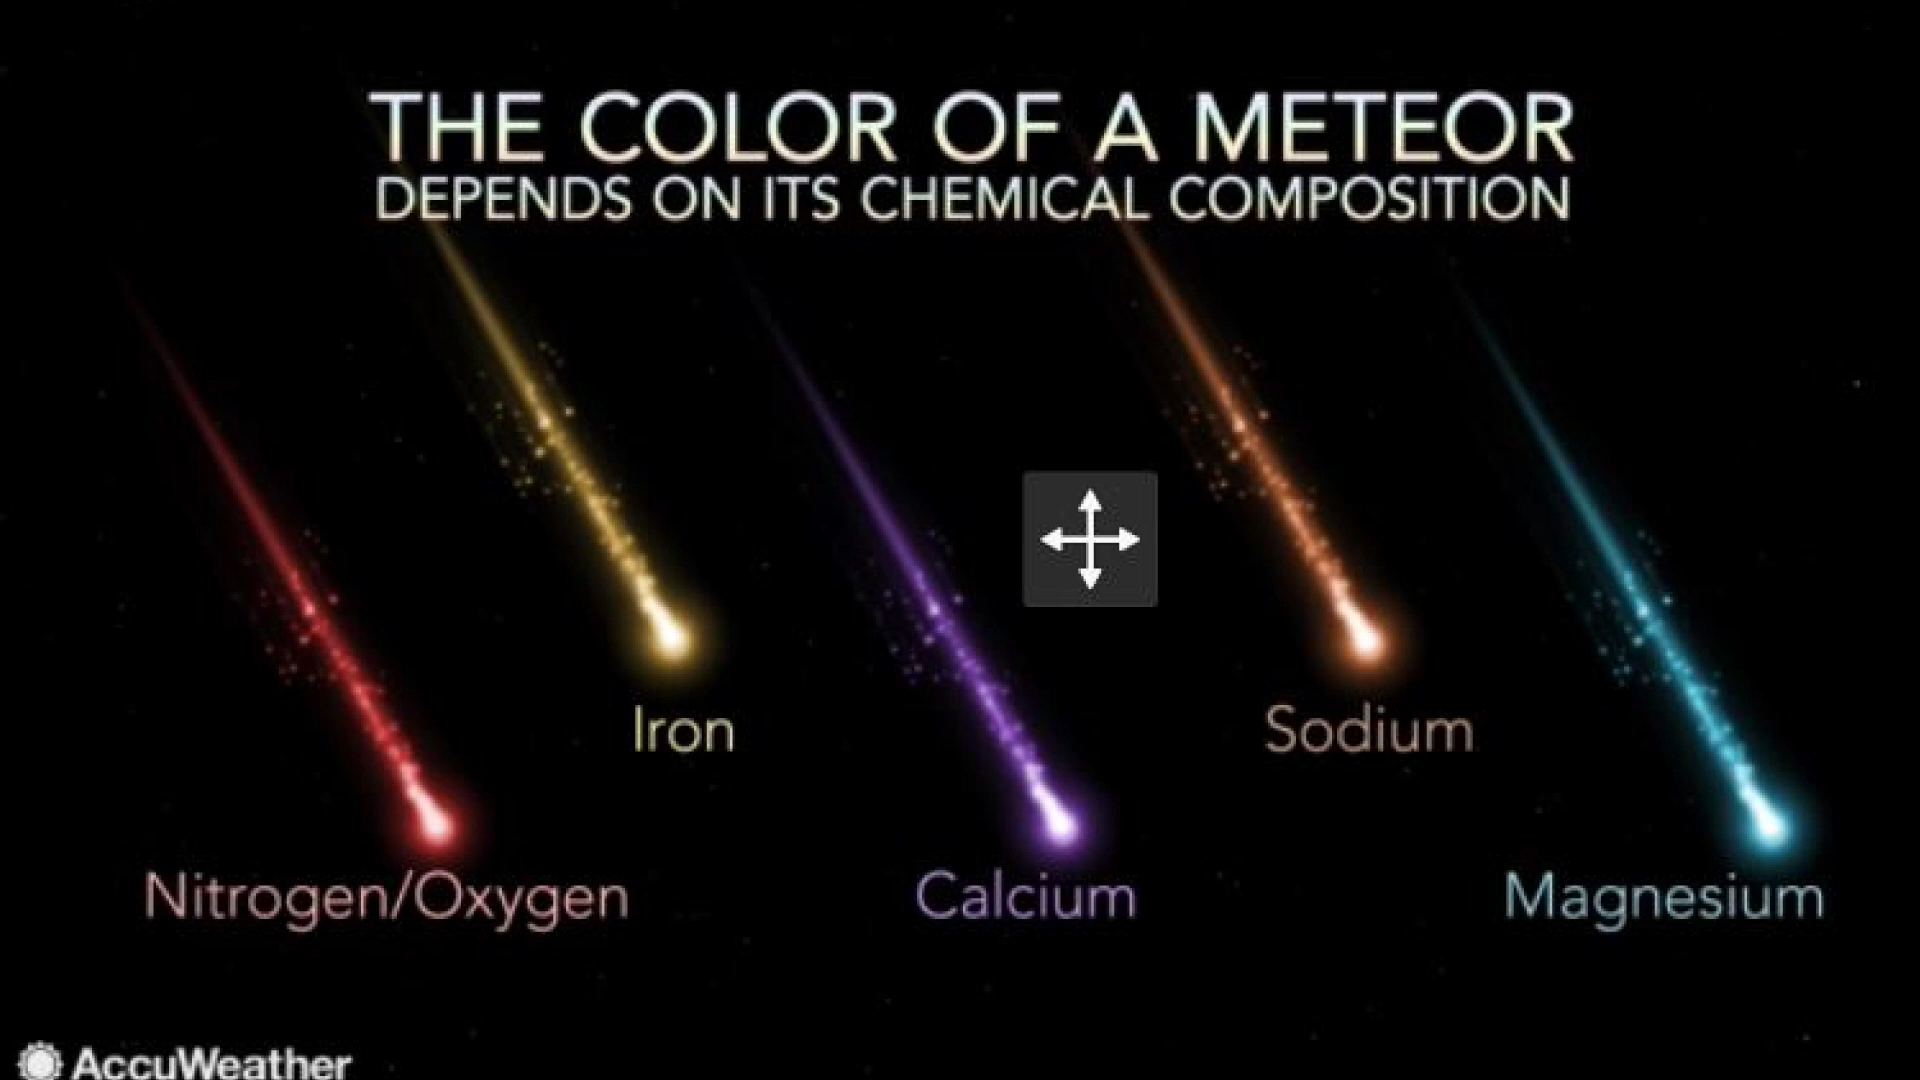 THE COLOR OF A METEOR
DEPENDS ON ITS CHEMICAL COMPOSITION
Iron
Sodium
Nitrogen/Oxygen
Calcium
Magnesium
AccuWeather